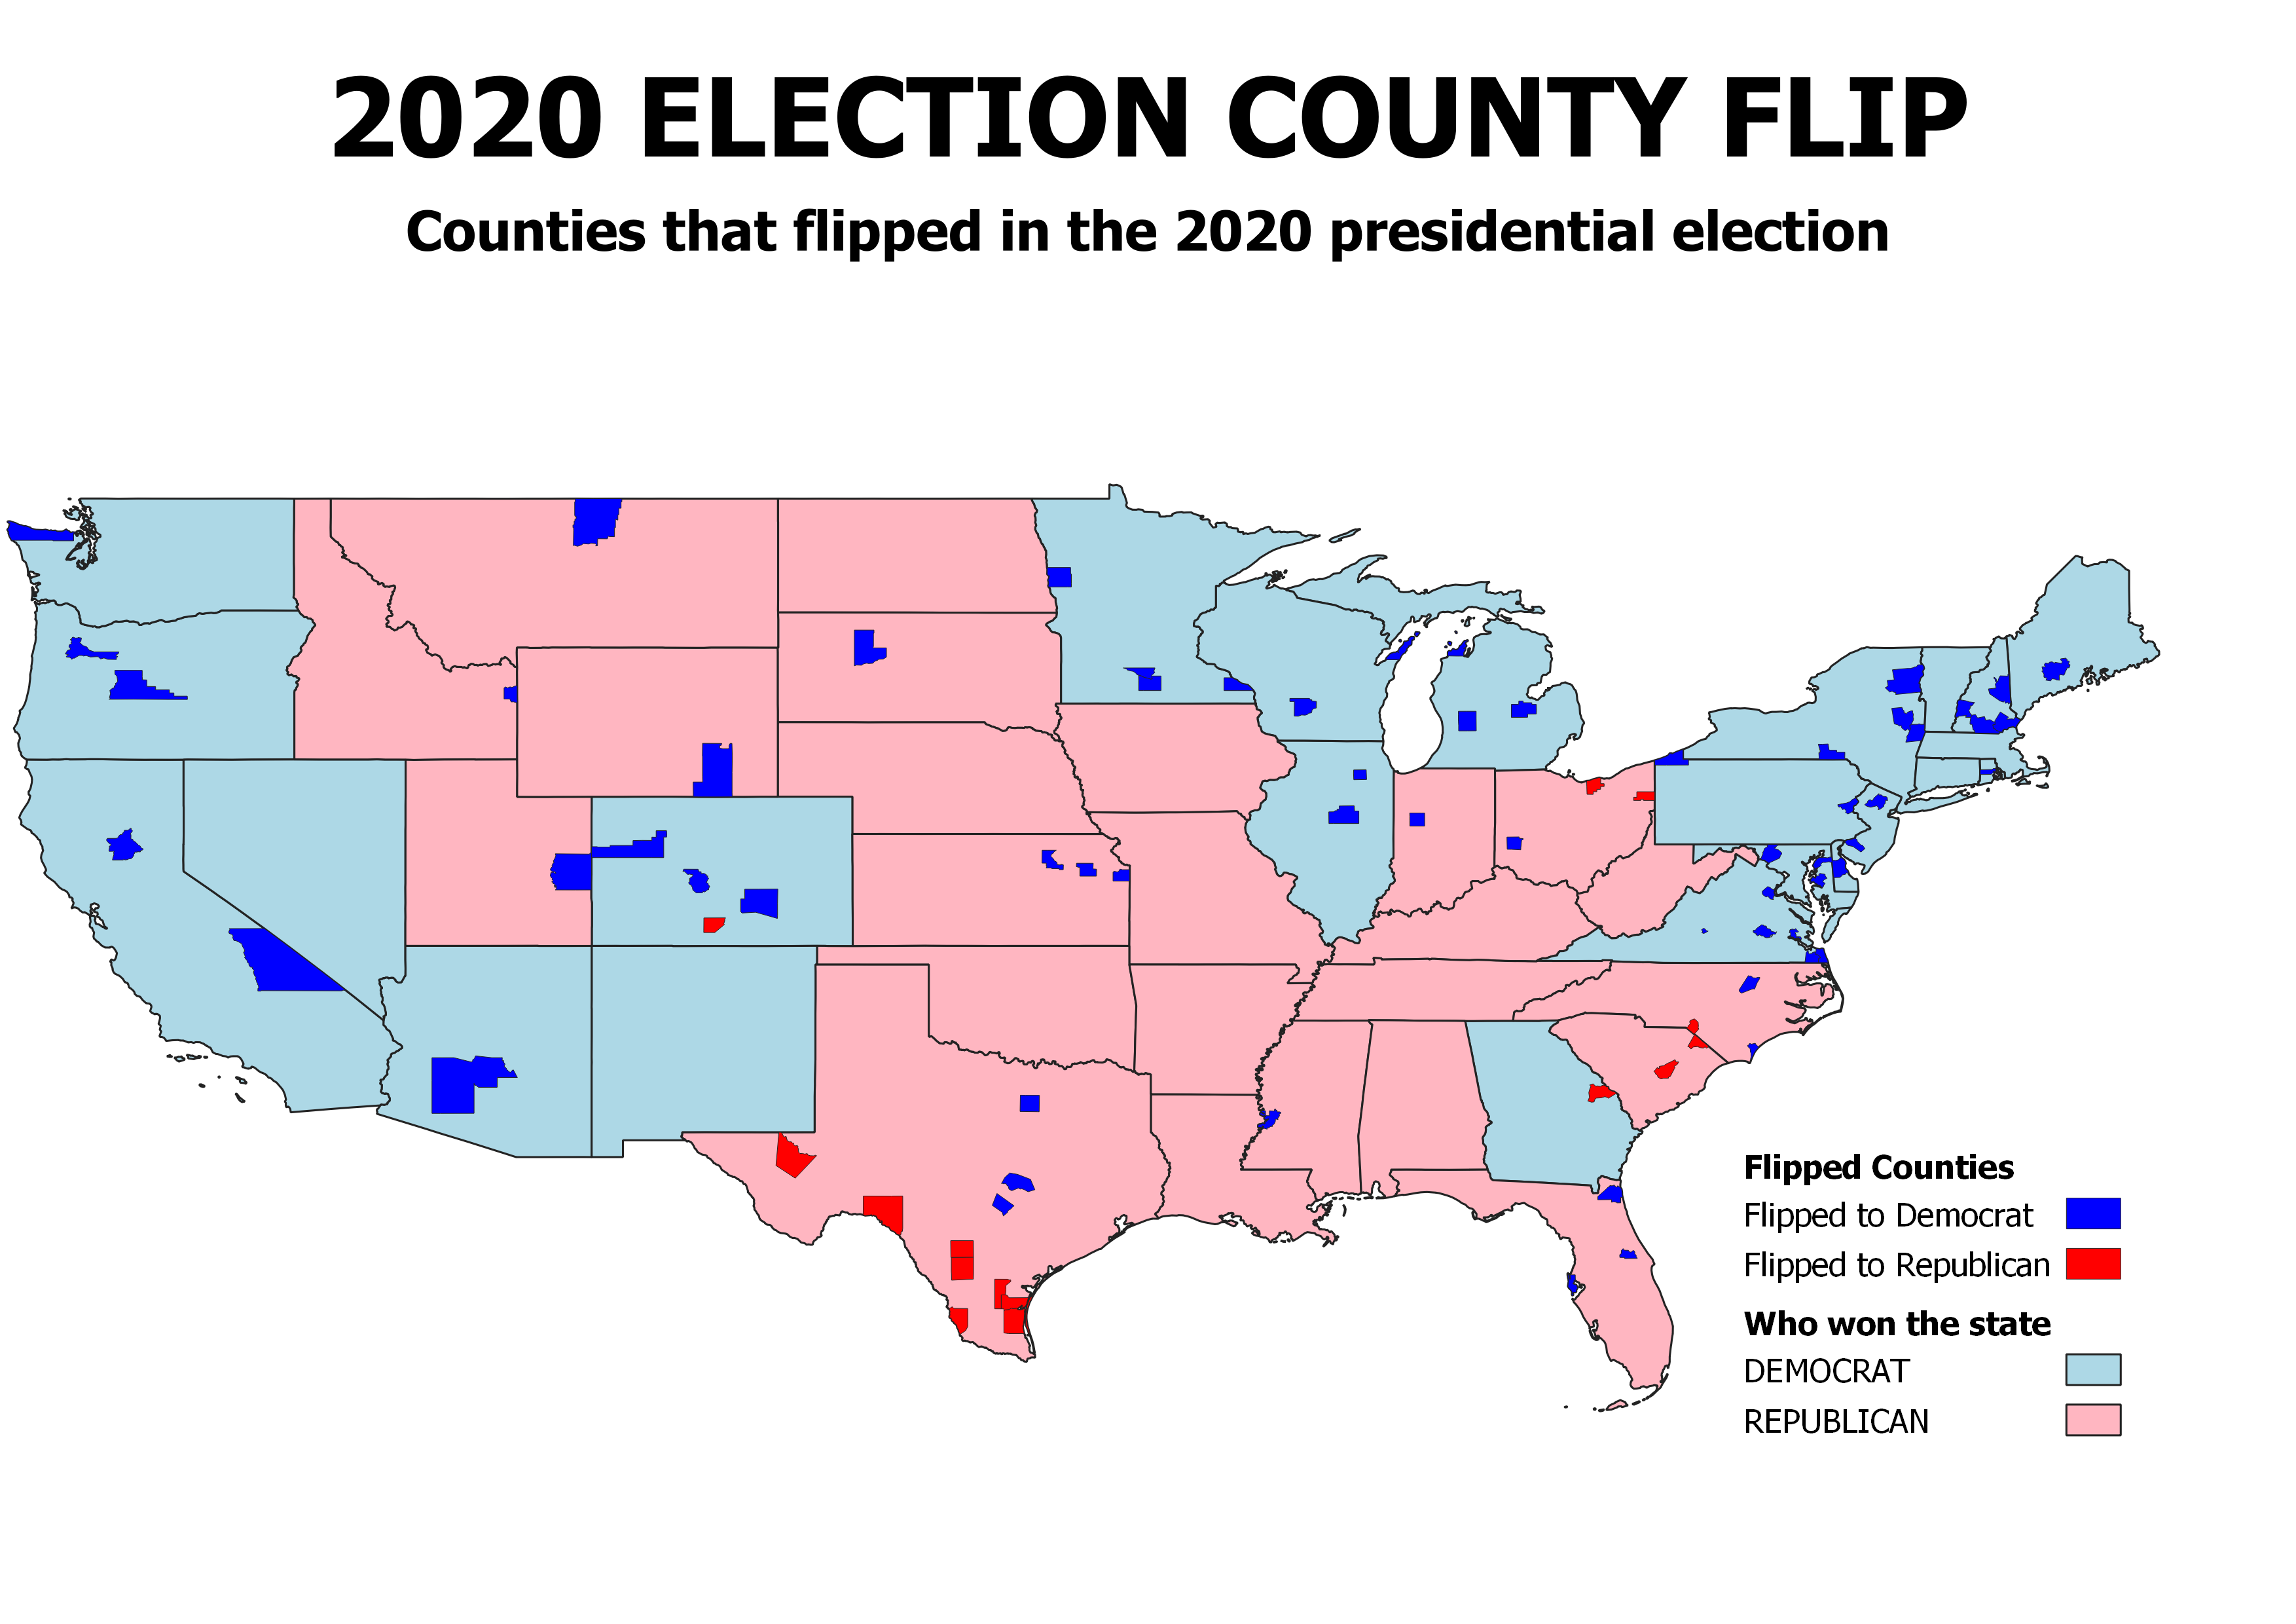 2020 ELECTION COUNTY FLIP
Counties that flipped in the 2020 presidential election
Flipped Counties
Flipped to Democrat
Flipped to Republican
Who won the state
DEMOCRAT
REPUBLICAN